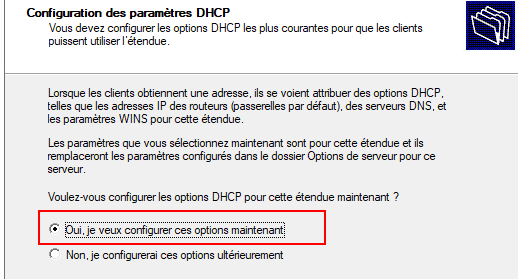 Configuration des paramètres DHCP
Vous devez configurer les options DHCP les plus courantes pour que les clients
puissent utiliser l'étendue.
Lorsque les clients obtiennent une adresse, ils se voient attribuer des options DHCP,
telles que les adresses IP des routeurs (passerelles par défaut), des serveurs DNS, et
les paramètres WINS pour cette étendue.
Les paramètres que vous sélectionnez maintenant sont pour cette étendue et ils
remplaceront les paramètres configurés dans le dossier Options de serveur pour ce
serveur.
Voulez-vous configurer les options DHCP pour cette étendue maintenant ?
Oui, je veux configurer ces options maintenant
Non, je configurerai ces options ultérieurement